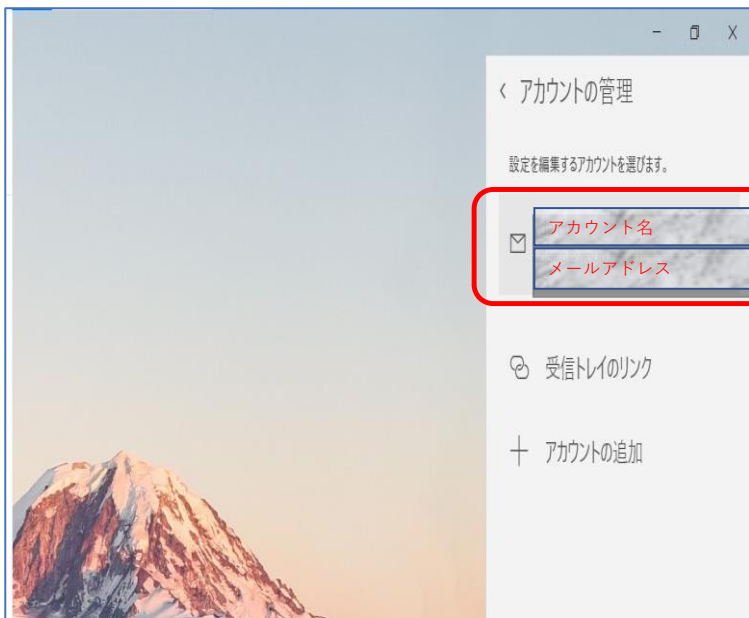 アカウントの管理
設定を編集するアカウントを選びます。
アカウント名
メールアドレス
受信トレイのリンク
アカウントの追加